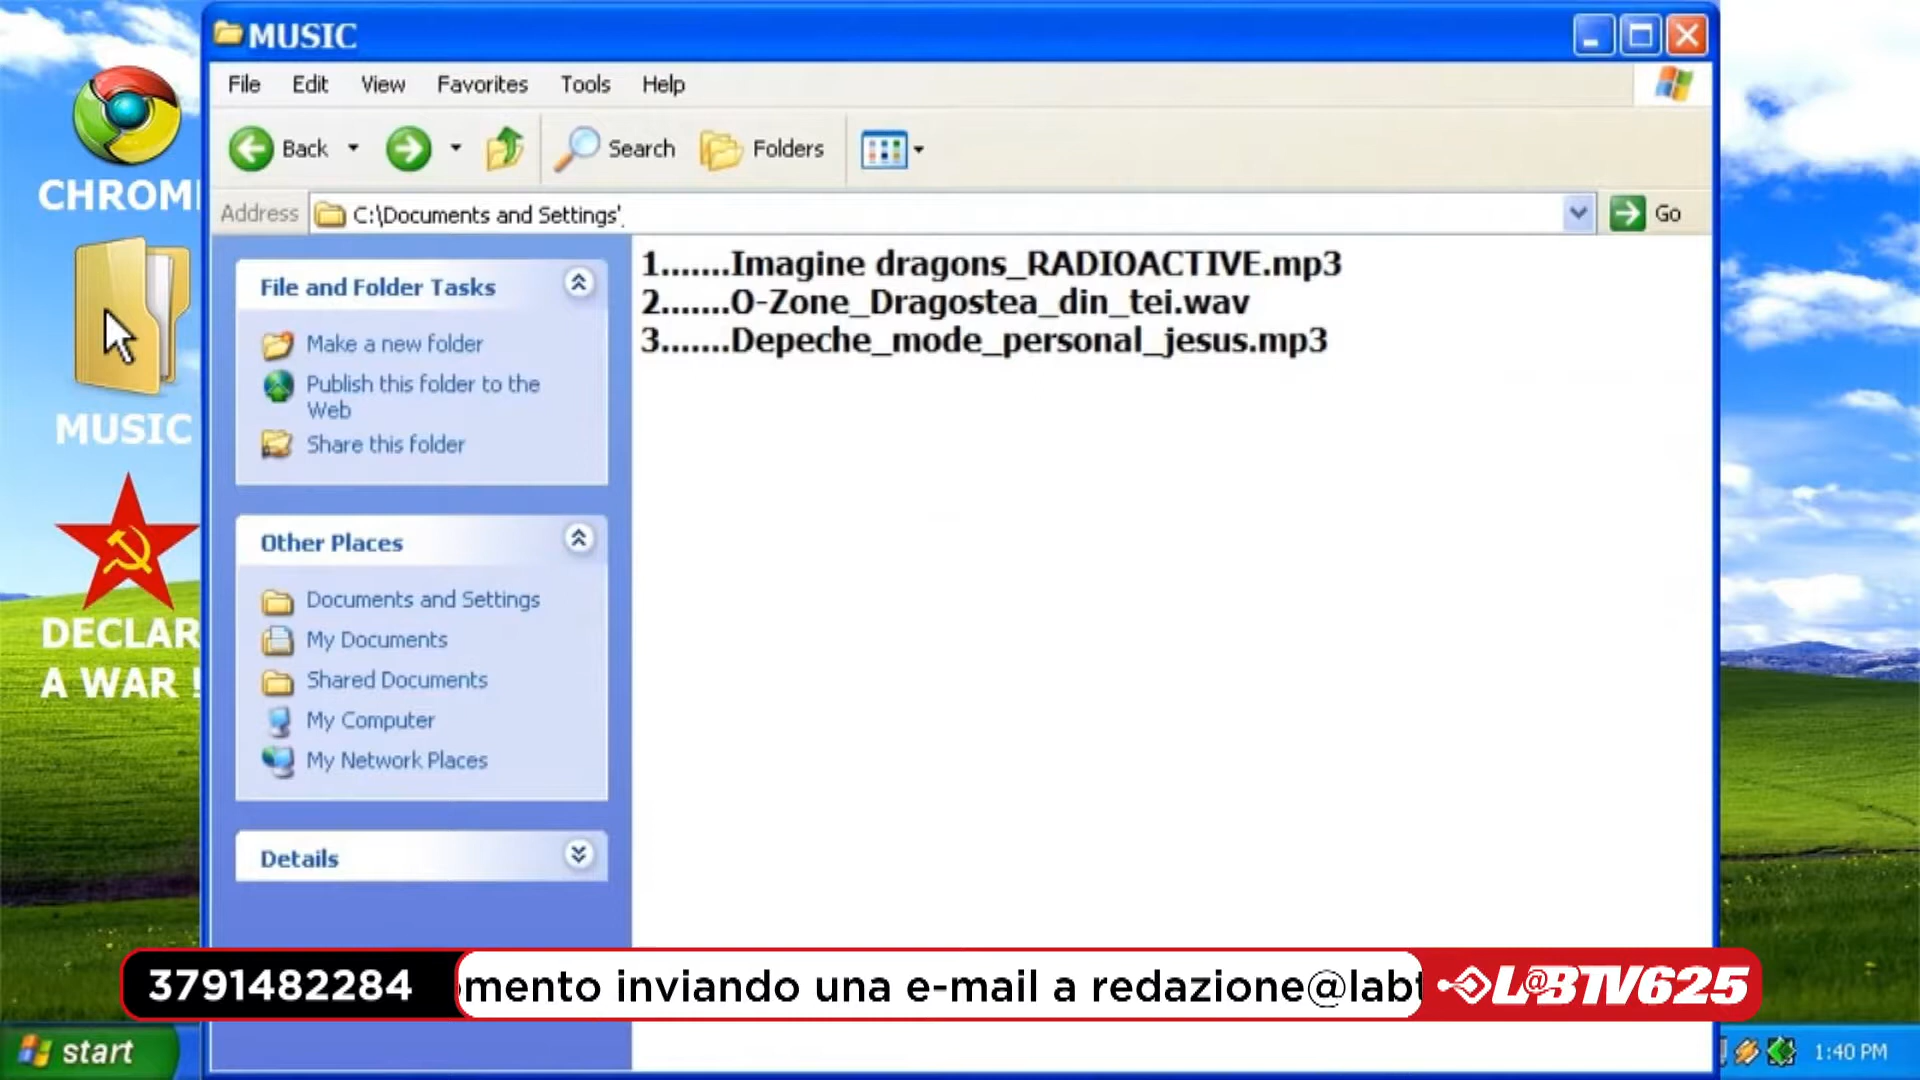 MUSIC
File Edit View Favorites Tools Help
Back Search Folders
Address C:\Documents and Settings' Go
CHROM
MUSIC
DECLAR
A WAR !
File and Folder Tasks
Make a new folder
Publish this folder to the
Web
Share this folder
Other Places
Documents and Settings
My Documents
Shared Documents
My Computer
My Network Places
Details
1.......Imagine dragons_RADIOACTIVE.mp3
2.......O-Zone_Dragostea_din_tei.wav
3.......Depeche_mode_personal_jesus.mp3
3791482284 omento inviando una e-mail a redazione@labt L@BTV625
start 1:40 PM